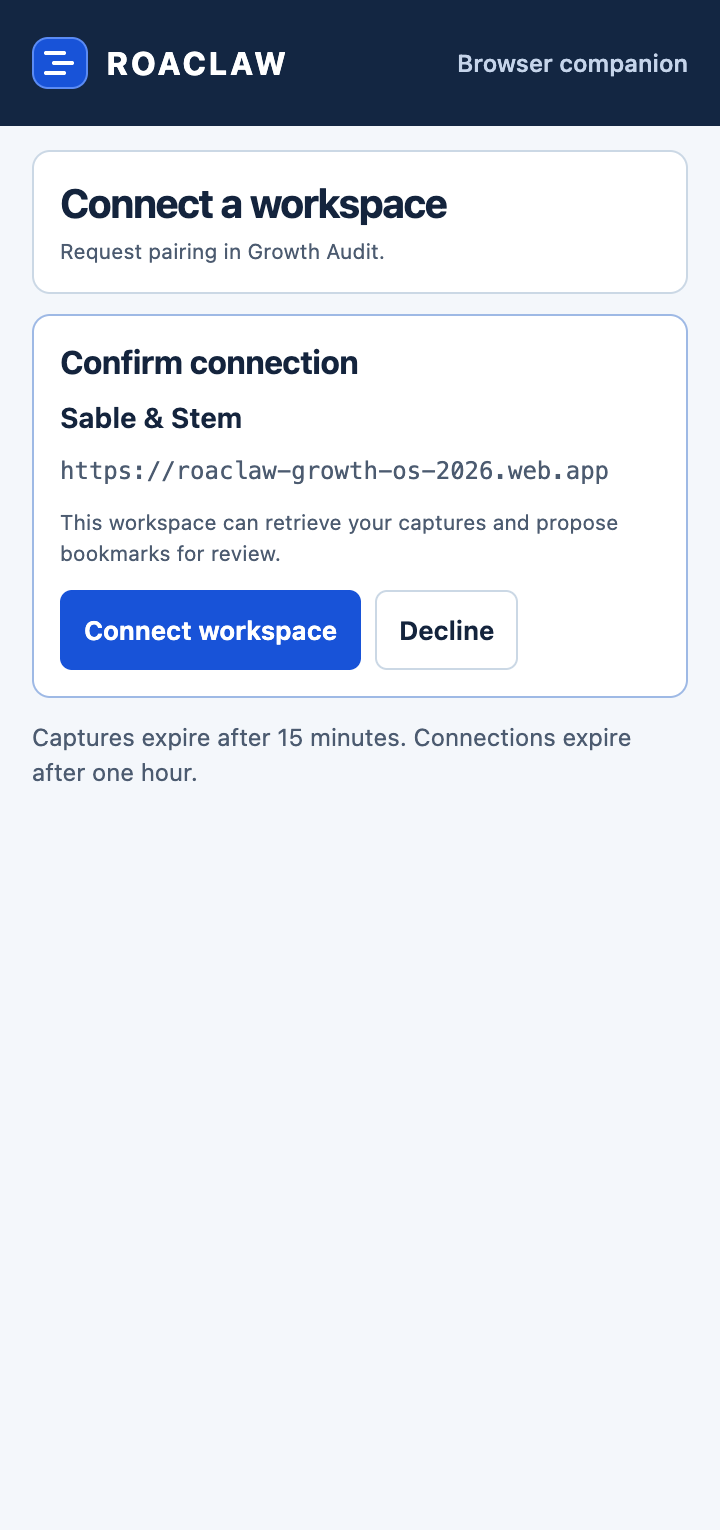 ROACLAW
Browser companion
Connect a workspace
Request pairing in Growth Audit.
Confirm connection
Sable & Stem
https://roaclaw-growth-os-2026.web.app
This workspace can retrieve your captures and propose
bookmarks for review.
Connect workspace
Decline
Captures expire after 15 minutes. Connections expire
after one hour.